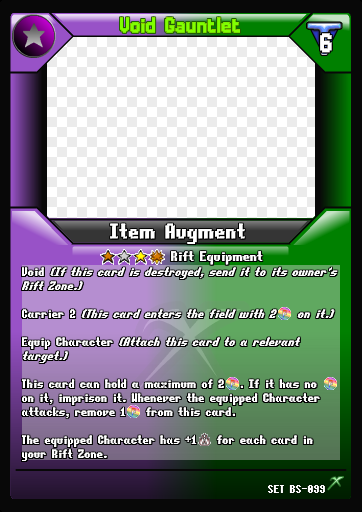 Void Gauntlet
6
Item Augment
Rift Equipment
Void (If this card is destroyed, send it to its owner's
Rift Zone.)
Carrier 2 (This card enters the field with 2 on it.)
Equip Character (Attach this card to a relevant
target.)
This card can hold a maximum of 2. If it has no
on it, imprison it. Whenever the equipped Character
attacks, remove 1 from this card.
The equipped Character has +1 for each card in
your Rift Zone.
SET BS-099